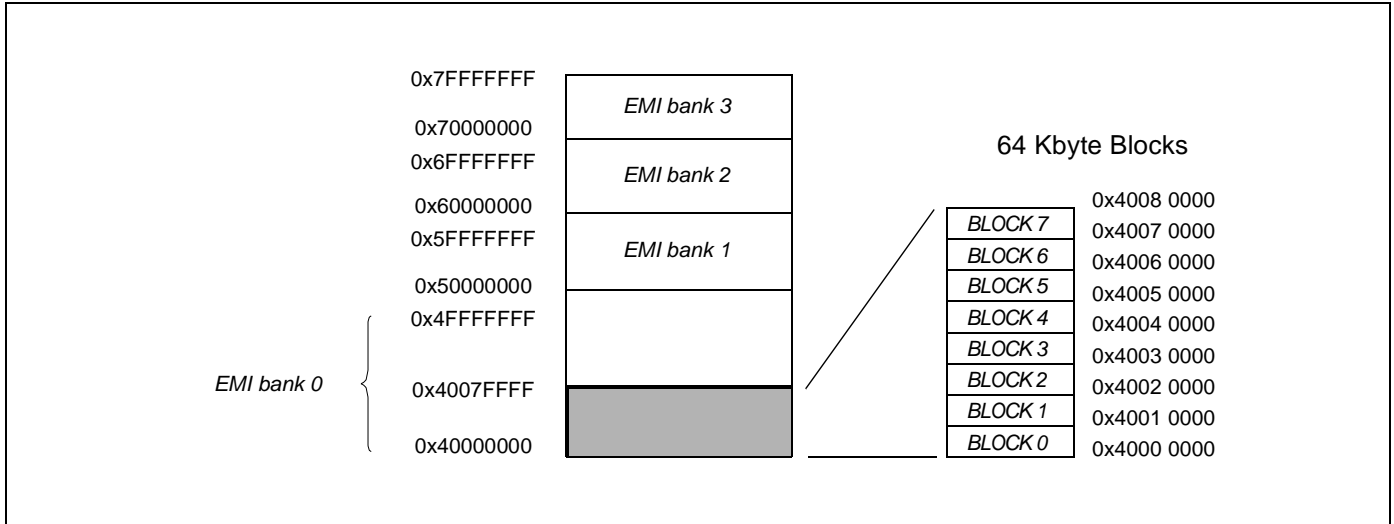 0x7FFFFFFF
EMI bank 3
0x70000000
0x6FFFFFFF
EMI bank 2
0x60000000
0x5FFFFFFF
EMI bank 1
0x50000000
0x4FFFFFFF
EMI bank 0
0x4007FFFF
0x40000000
64 Kbyte Blocks
0x4008 0000
BLOCK 7
0x4007 0000
BLOCK 6
0x4006 0000
BLOCK 5
0x4005 0000
BLOCK 4
0x4004 0000
BLOCK 3
0x4003 0000
BLOCK 2
0x4002 0000
BLOCK 1
0x4001 0000
BLOCK 0
0x4000 0000